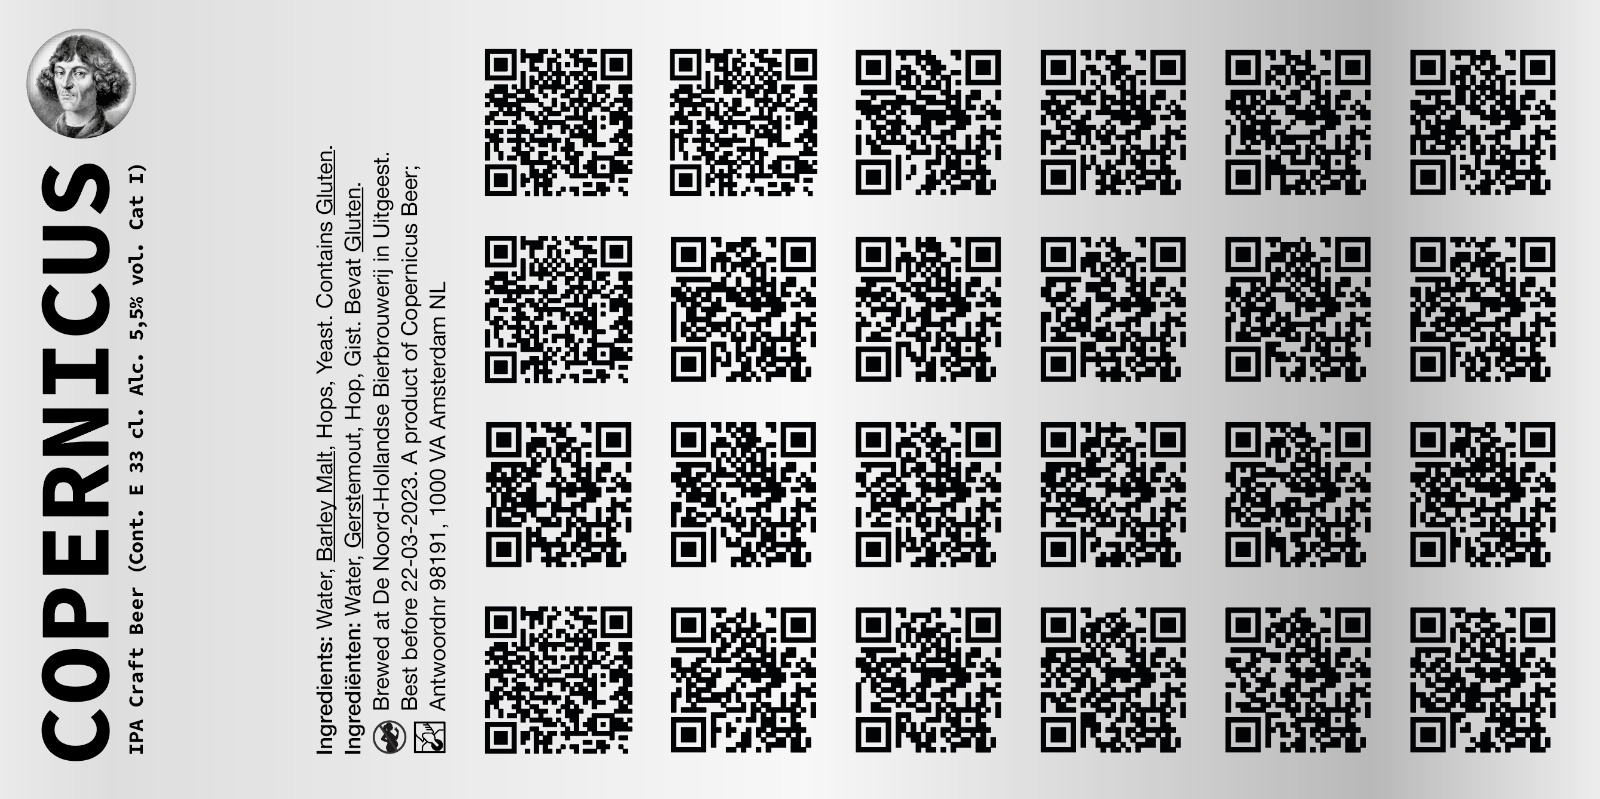 COPERNICUS
IPA Craft Beer (Cont. E 33 cl. Alc. 5,5% vol. Cat I)
Ingredients: Water, Barley Malt, Hops, Yeast. Contains Gluten.
Ingrediënten: Water, Gerstemout, Hop, Gist. Bevat Gluten.
Brewed at De Noord-Hollandse Bierbrouwerij in Uitgeest.
Best before 22-03-2023. A product of Copernicus Beer;
Antwoordnr 98191, 1000 VA Amsterdam NL